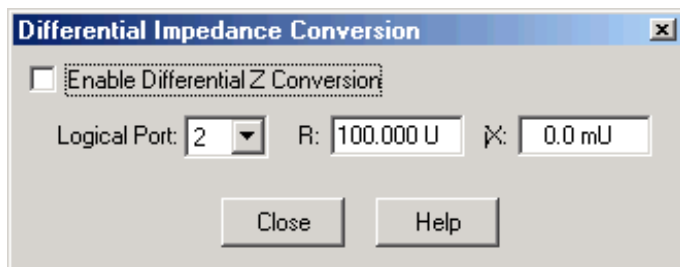 Differential Impedance Conversion
Enable Differential Z Conversion
Logical Port: 2 R: 100.000 U jX: 0.0 mU
Close Help